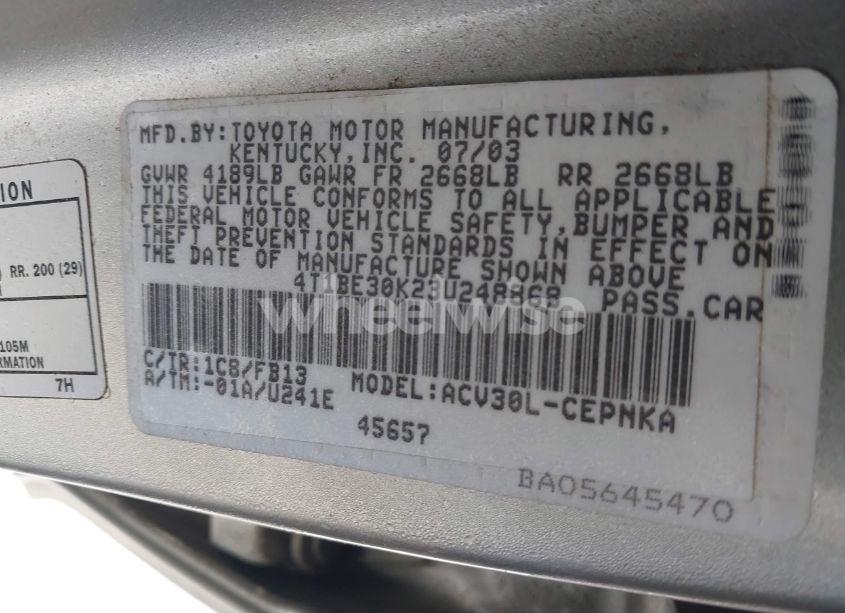 MFD.BY:TOYOTA MOTOR MANUFACTURING,
KENTUCKY,INC. 07/03
GVWR 4189LB GAWR FR 2668LB RR 2668LB
THIS VEHICLE CONFORMS TO ALL APPLICABLE
FEDERAL MOTOR VEHICLE SAFETY,BUMPER AND
THEFT PREVENTION STANDARDS IN EFFECT ON
THE DATE OF MANUFACTURE SHOWN ABOVE
4T1BE30K23U248868 PASS.CAR
wheelwise
C/TR:1C8/FB13 MODEL:ACV30L-CEPNKA
A/TM:-01A/U241E
45657
BA05645470
ION
RR. 200 (29)
105M
RMATION
7H